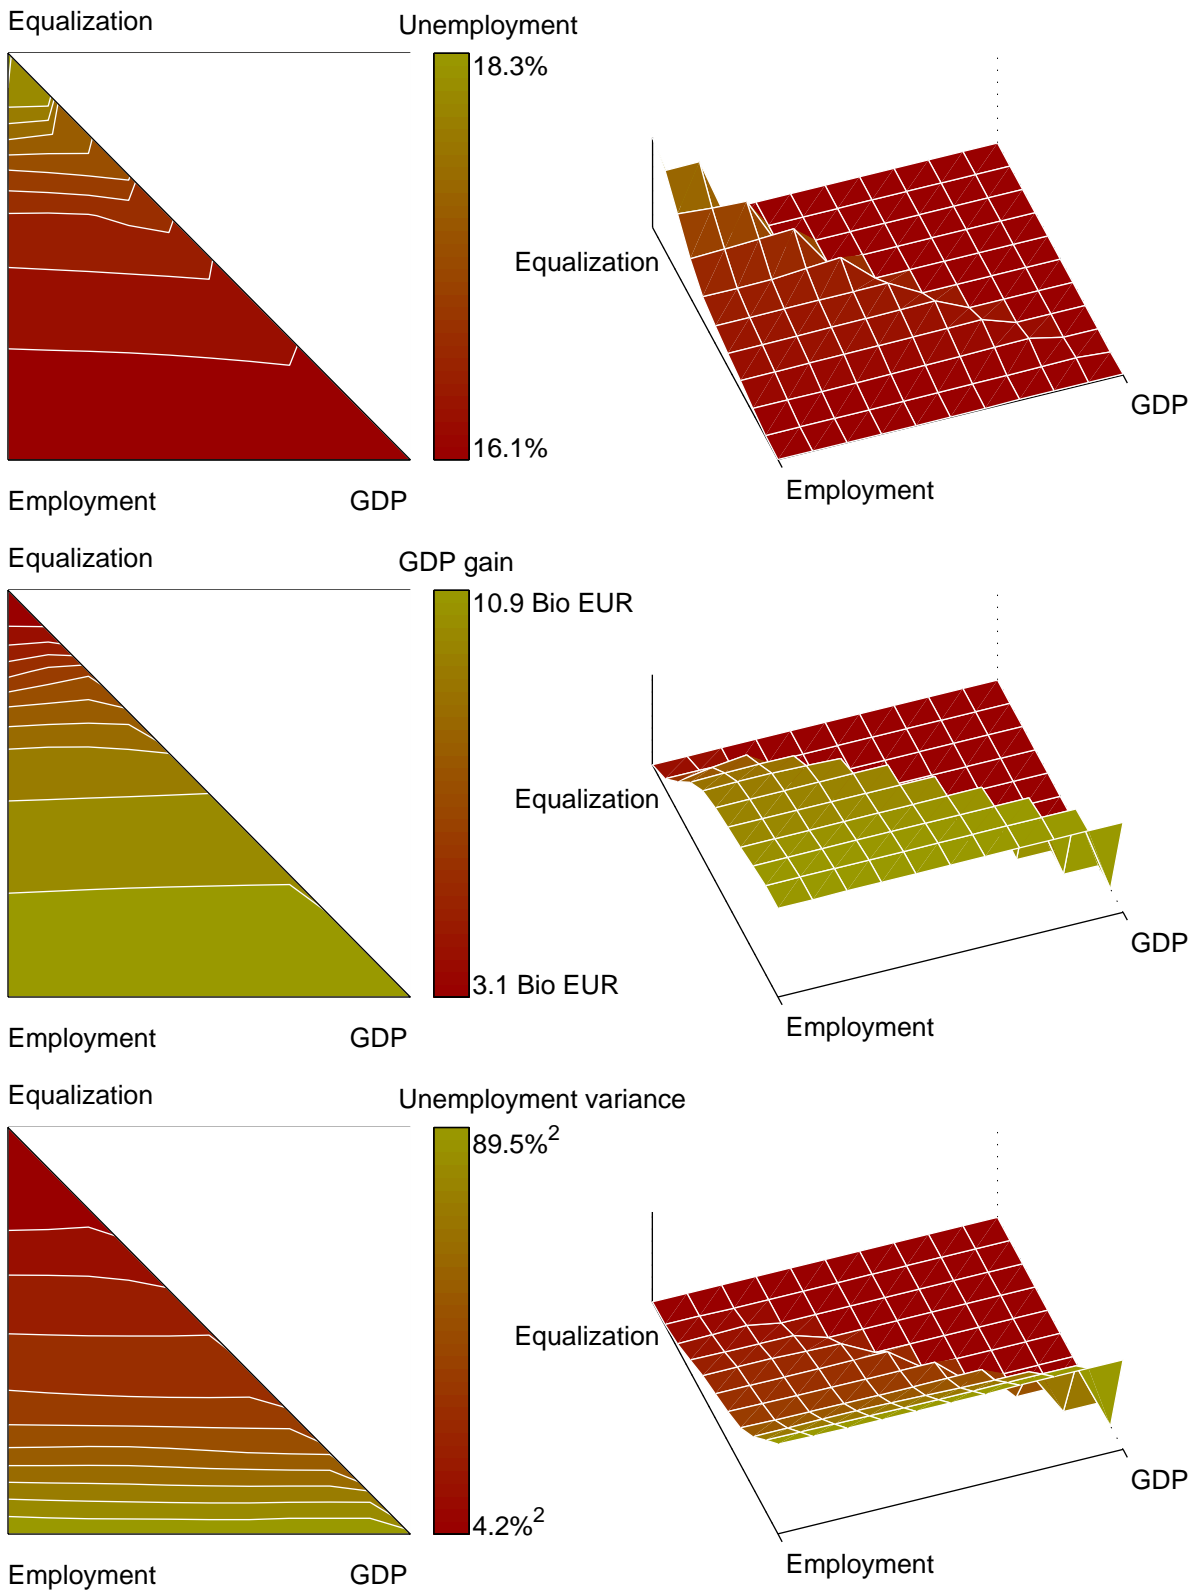 Equalization
Unemployment
18.3%
Equalization
GDP
16.1%
Employment
Employment
GDP
Equalization
GDP gain
10.9 Bio EUR
Equalization
GDP
3.1 Bio EUR
Employment
Employment
GDP
Equalization
Unemployment variance
89.5%²
Equalization
GDP
4.2%²
Employment
Employment
GDP